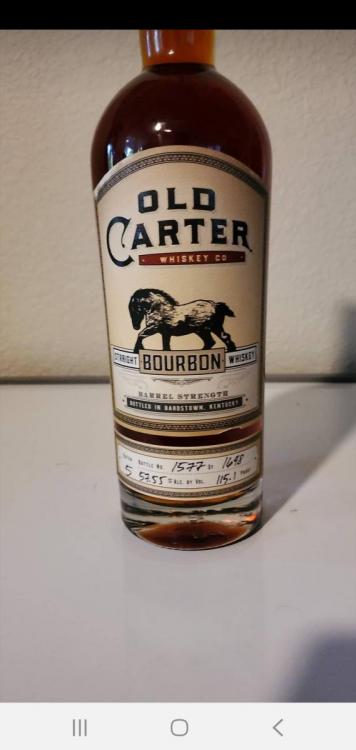 OLD
CARTER
WHISKEY CO
STRAIGHT BOURBON WHISKEY
BARREL STRENGTH
BOTTLED IN BARDSTOWN, KENTUCKY
BATCH BOTTLE NO. 1577 OF 1698
5 57.55 % ALC. BY VOL. 115.1 PROOF